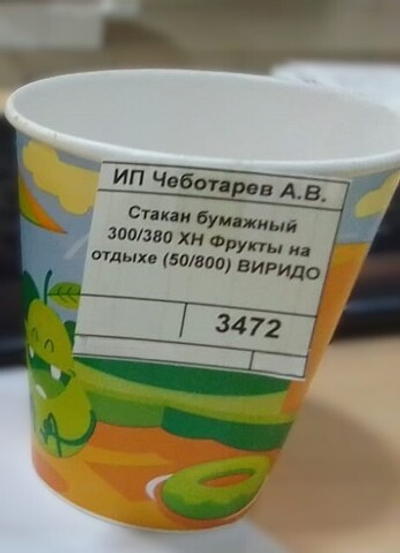 ИП Чеботарев А.В.
Стакан бумажный
300/380 ХН Фрукты на
отдыхе (50/800) ВИРИДО
3472